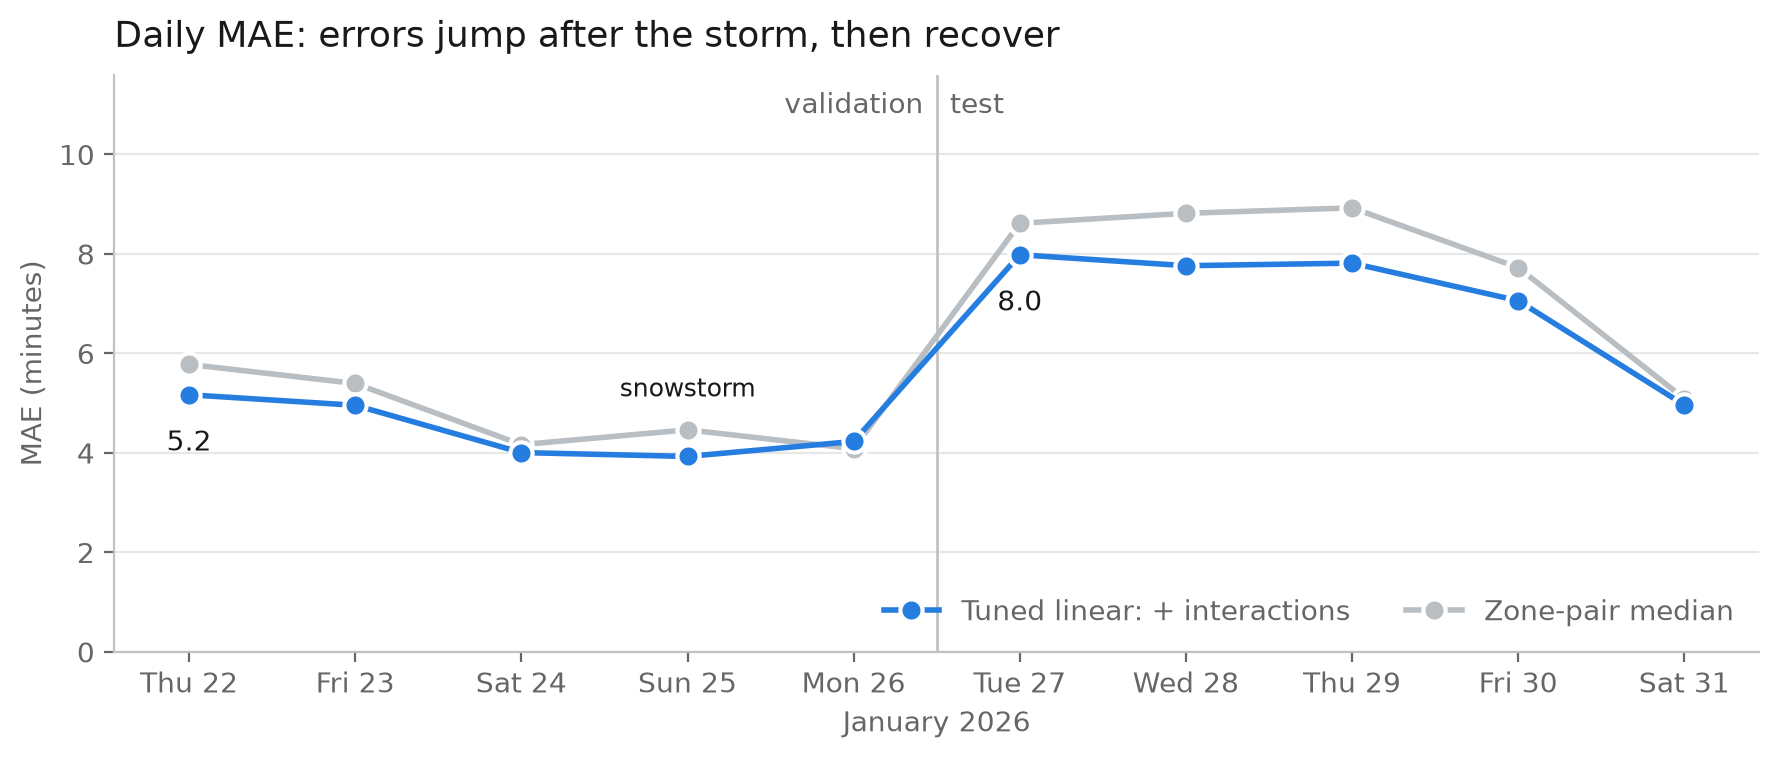 Daily MAE: errors jump after the storm, then recover
validation
test
10
8
6
4
2
0
MAE (minutes)
snowstorm
5.2
8.0
Tuned linear: + interactions
Zone-pair median
Thu 22
Fri 23
Sat 24
Sun 25
Mon 26
Tue 27
Wed 28
Thu 29
Fri 30
Sat 31
January 2026